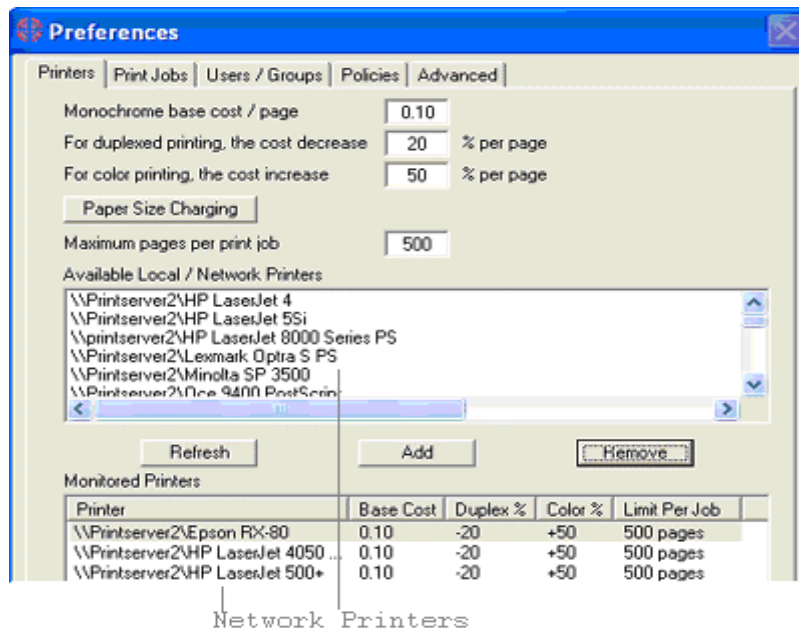 Preferences
Printers Print Jobs Users / Groups Policies Advanced
Monochrome base cost / page 0.10
For duplexed printing, the cost decrease 20 % per page
For color printing, the cost increase 50 % per page
Paper Size Charging
Maximum pages per print job 500
Available Local / Network Printers
\\Printserver2\HP LaserJet 4
\\Printserver2\HP LaserJet 5Si
\\printserver2\HP LaserJet 8000 Series PS
\\Printserver2\Lexmark Optra S PS
\\Printserver2\Minolta SP 3500
\\Printserver2\Oce 9400 PostScript
Refresh Add Remove
Monitored Printers
Printer Base Cost Duplex % Color % Limit Per Job
\\Printserver2\Epson RX-80 0.10 -20 +50 500 pages
\\Printserver2\HP LaserJet 4050 ... 0.10 -20 +50 500 pages
\\Printserver2\HP LaserJet 500+ 0.10 -20 +50 500 pages
Network Printers